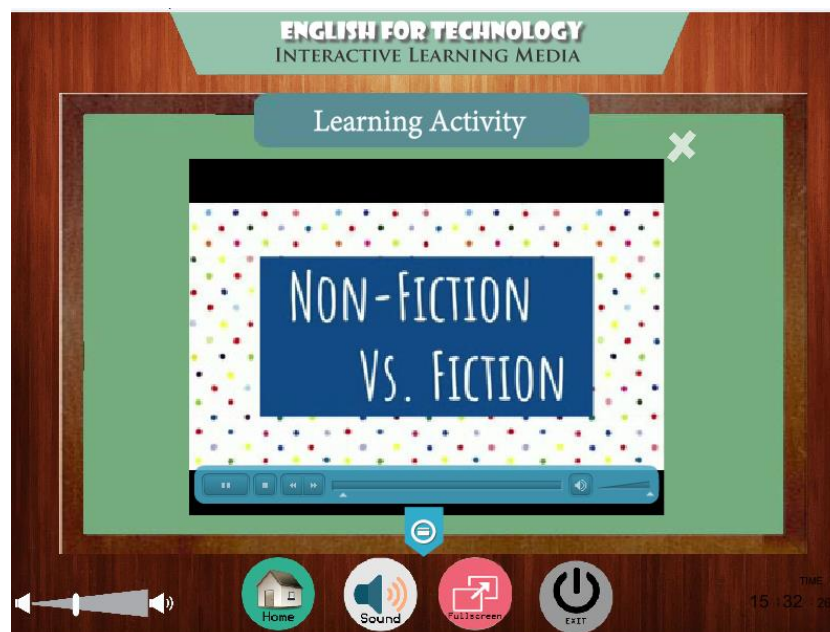 ENGLISH FOR TECHNOLOGY
INTERACTIVE LEARNING MEDIA
Learning Activity
NON-FICTION
VS. FICTION
Home
Sound
Fullscreen
EXIT
TIME
15:32